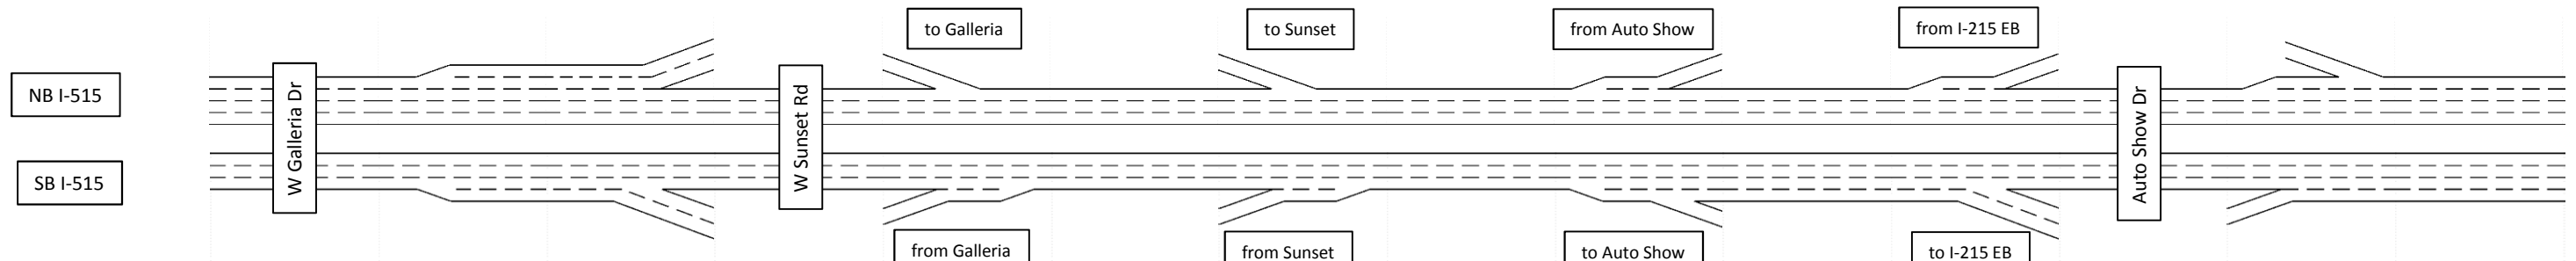 to Galleria
to Sunset
from Auto Show
from I-215 EB
NB I-515
W Galleria Dr
W Sunset Rd
Auto Show Dr
SB I-515
from Galleria
from Sunset
to Auto Show
to I-215 EB